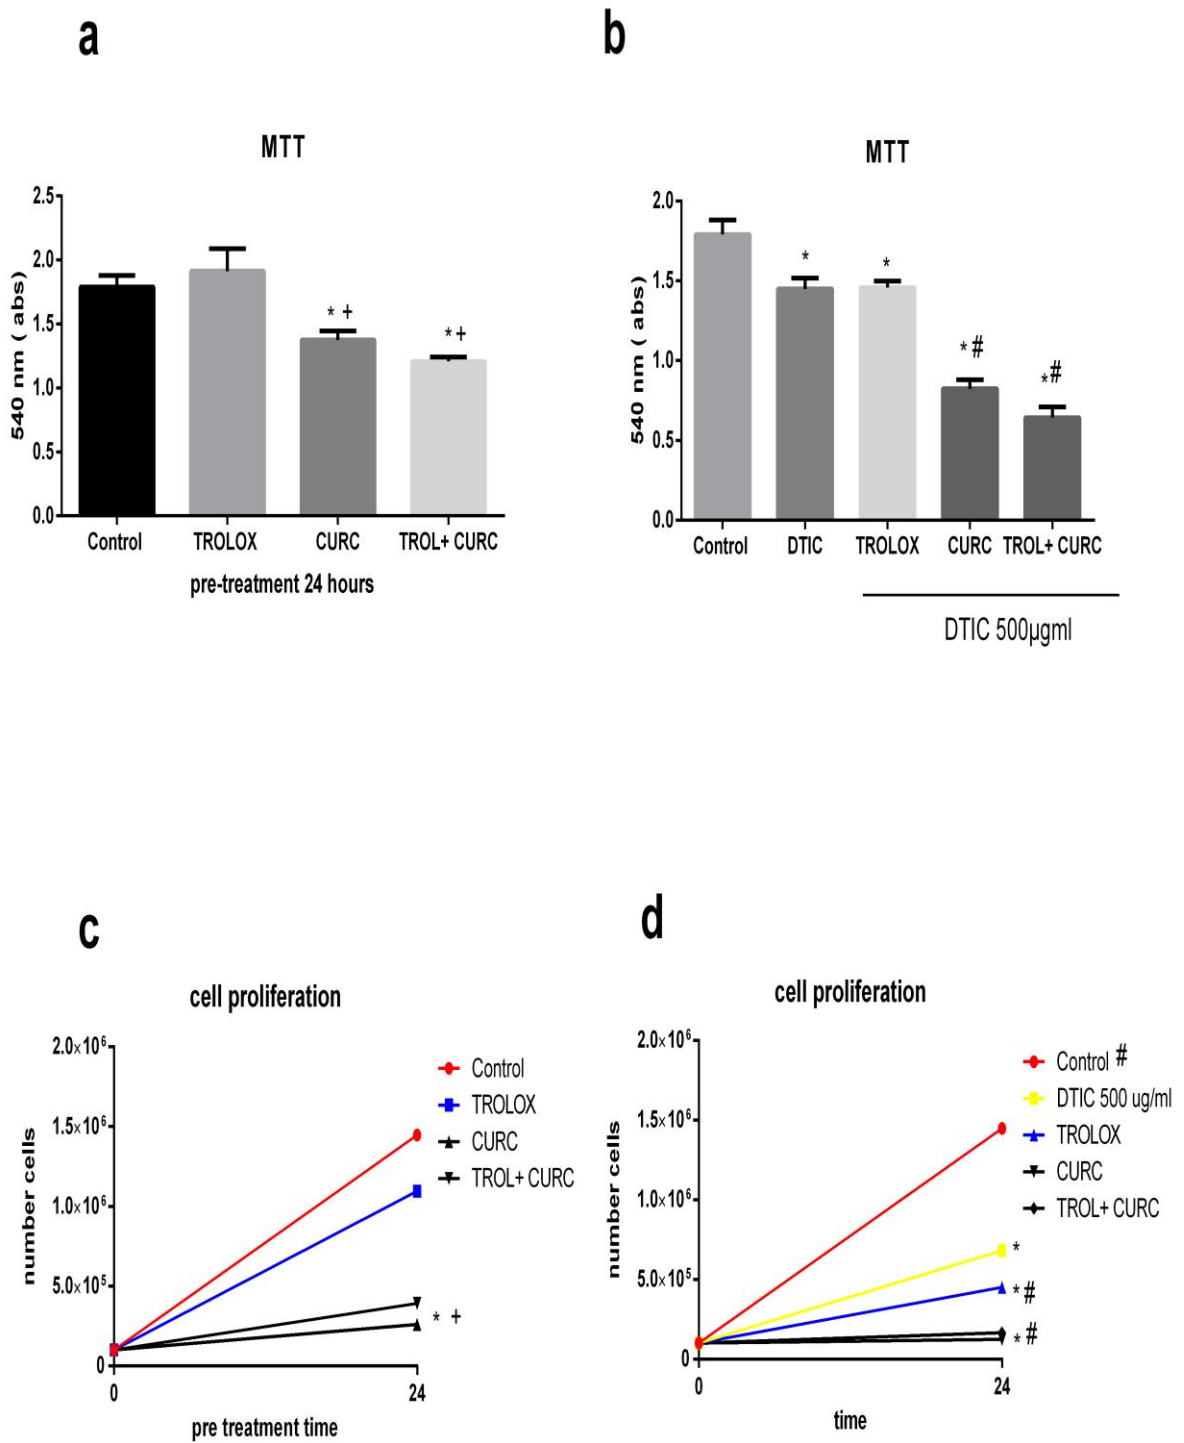 a
MTT
2.5
2.0
1.5
1.0
0.5
0.0
540 nm ( abs)
* +
* +
Control TROLOX CURC TROL+ CURC
pre-treatment 24 hours
b
MTT
2.0
1.5
1.0
0.5
0.0
540 nm ( abs)
*
*
* #
* #
Control DTIC TROLOX CURC TROL+ CURC
DTIC 500µgml
c
cell proliferation
2.0×10⁶
1.5×10⁶
1.0×10⁶
5.0×10⁵
0
number cells
Control
TROLOX
CURC
TROL+ CURC
* +
0 24
pre treatment time
d
cell proliferation
2.0×10⁶
1.5×10⁶
1.0×10⁶
5.0×10⁵
0
number cells
Control #
DTIC 500 ug/ml
TROLOX
CURC
TROL+ CURC
*
* #
* #
0 24
time